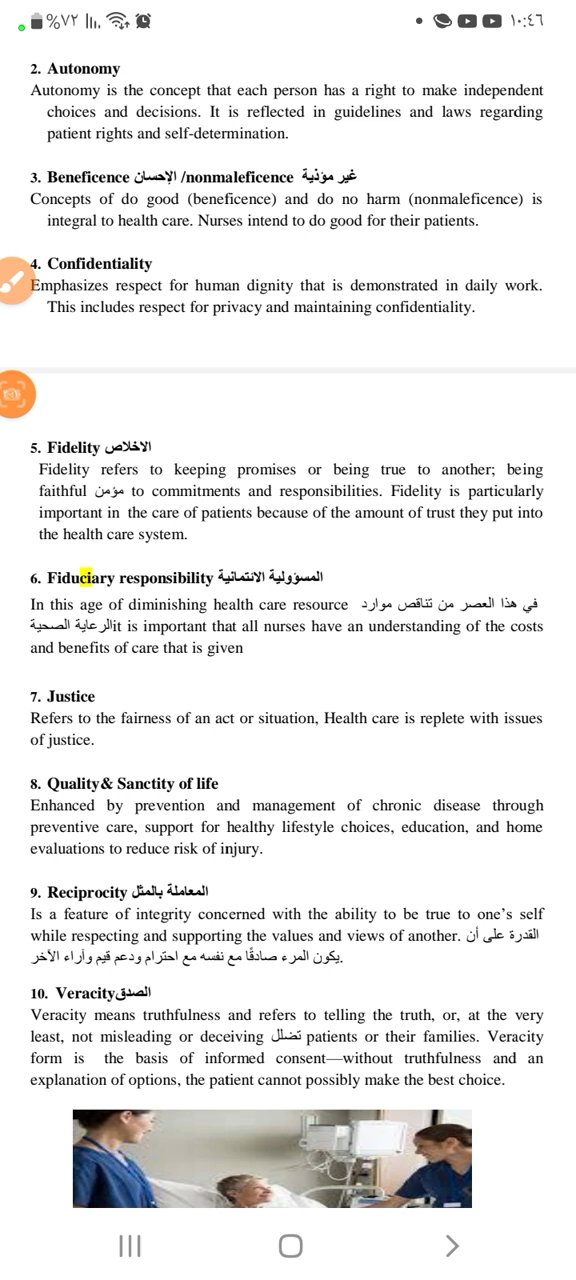 %٧٢ ١٠:٤٦
2. Autonomy
Autonomy is the concept that each person has a right to make independent
choices and decisions. It is reflected in guidelines and laws regarding
patient rights and self-determination.
3. Beneficence الإحسان /nonmaleficence غير مؤذية
Concepts of do good (beneficence) and do no harm (nonmaleficence) is
integral to health care. Nurses intend to do good for their patients.
4. Confidentiality
Emphasizes respect for human dignity that is demonstrated in daily work.
This includes respect for privacy and maintaining confidentiality.
5. Fidelity الاخلاص
Fidelity refers to keeping promises or being true to another; being
faithful مؤمن to commitments and responsibilities. Fidelity is particularly
important in the care of patients because of the amount of trust they put into
the health care system.
6. Fiduciary responsibility المسؤولية الائتمانية
In this age of diminishing health care resource في هذا العصر من تناقص موارد
الرعاية الصحيةit is important that all nurses have an understanding of the costs
and benefits of care that is given
7. Justice
Refers to the fairness of an act or situation, Health care is replete with issues
of justice.
8. Quality& Sanctity of life
Enhanced by prevention and management of chronic disease through
preventive care, support for healthy lifestyle choices, education, and home
evaluations to reduce risk of injury.
9. Reciprocity المعاملة بالمثل
Is a feature of integrity concerned with the ability to be true to one’s self
while respecting and supporting the values and views of another. القدرة على أن
يكون المرء صادقًا مع نفسه مع احترام ودعم قيم وآراء الآخر.
10. Veracityالصدق
Veracity means truthfulness and refers to telling the truth, or, at the very
least, not misleading or deceiving تضلل patients or their families. Veracity
form is the basis of informed consent—without truthfulness and an
explanation of options, the patient cannot possibly make the best choice.